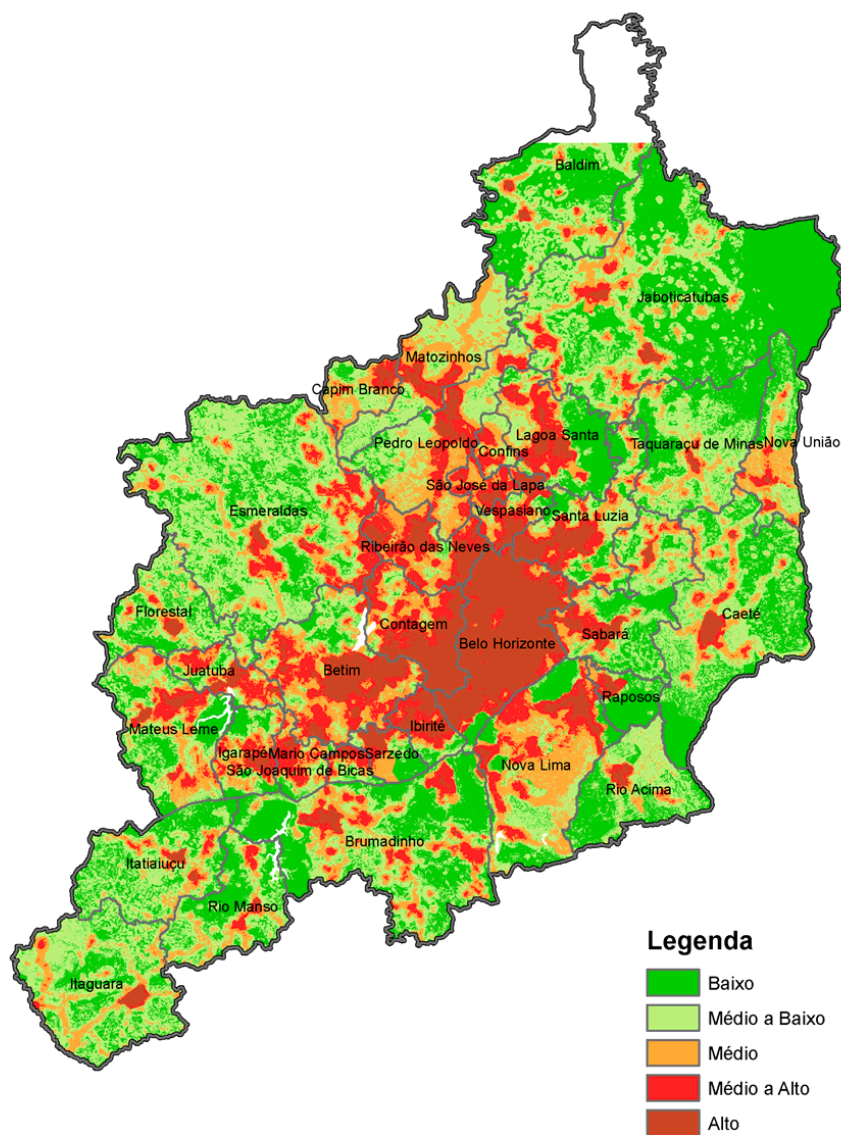 Baldim
Jaboticatubas
Matozinhos
Capim Branco
Pedro Leopoldo
Confins
Lagoa Santa
Taquaraçu de Minas
Nova União
São José da Lapa
Esmeraldas
Vespasiano
Santa Luzia
Ribeirão das Neves
Florestal
Contagem
Belo Horizonte
Sabará
Caeté
Juatuba
Betim
Raposos
Mateus Leme
Ibirité
Igarapé
Mario Campos
Sarzedo
São Joaquim de Bicas
Nova Lima
Rio Acima
Brumadinho
Itatiaiuçu
Rio Manso
Itaguara
Legenda
Baixo
Médio a Baixo
Médio
Médio a Alto
Alto